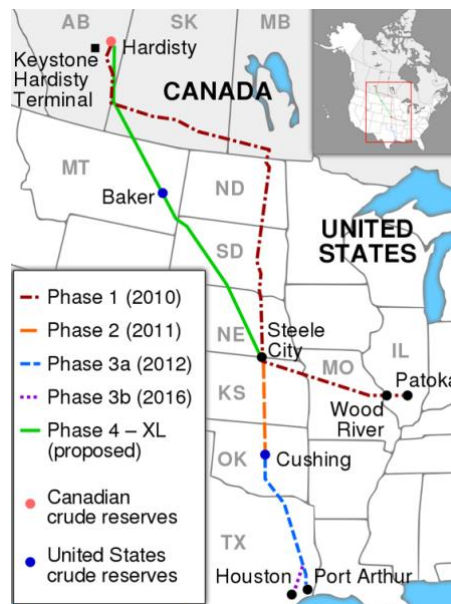 AB
SK
MB
Keystone
Hardisty
Terminal
Hardisty
CANADA
MT
Baker
ND
UNITED
STATES
SD
NE
Steele
City
IL
MO
Patoka
KS
Wood
River
OK
Cushing
TX
Houston
Port Arthur
Phase 1 (2010)
Phase 2 (2011)
Phase 3a (2012)
Phase 3b (2016)
Phase 4 – XL
(proposed)
Canadian
crude reserves
United States
crude reserves